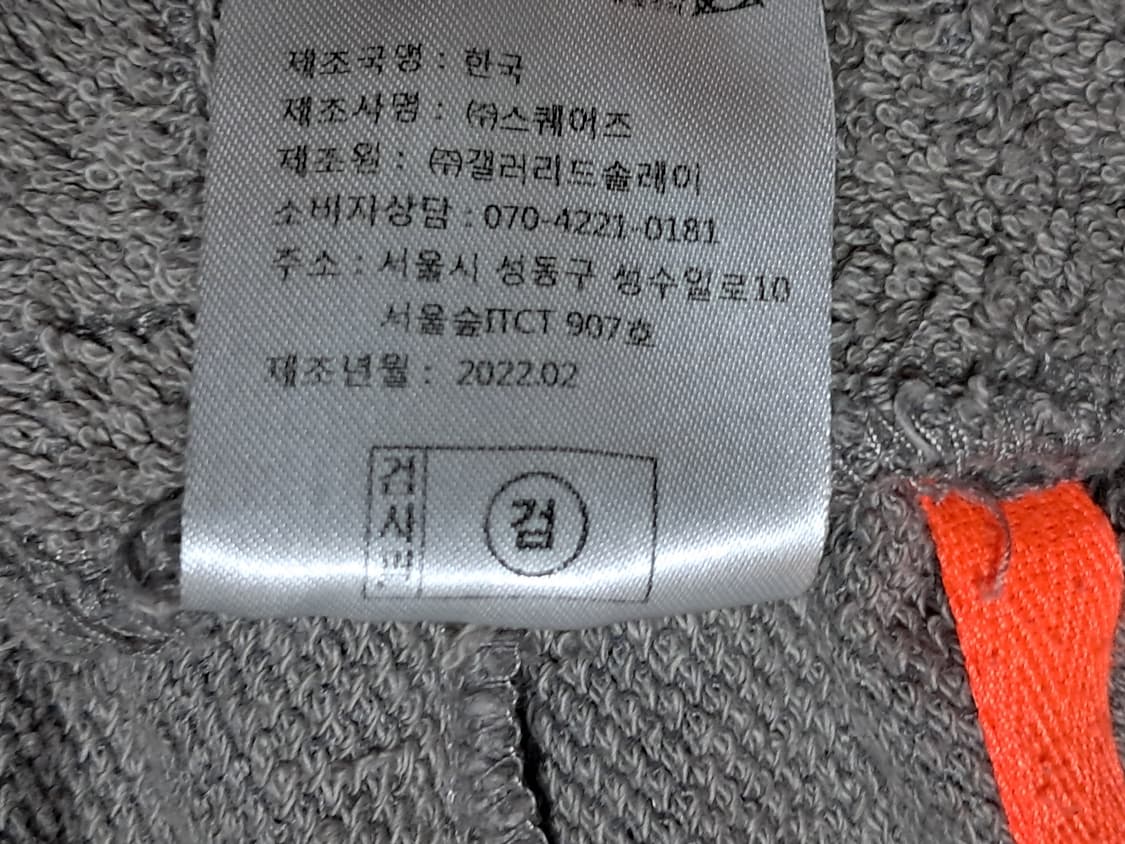 제조국명 : 한국
제조사명 : ㈜스퀘어즈
제조원 : ㈜갤러리드솔레이
소비자상담 : 070-4221-0181
주소 : 서울시 성동구 성수일로10
서울숲ITCT 907호
제조년월 : 2022.02
검사
검